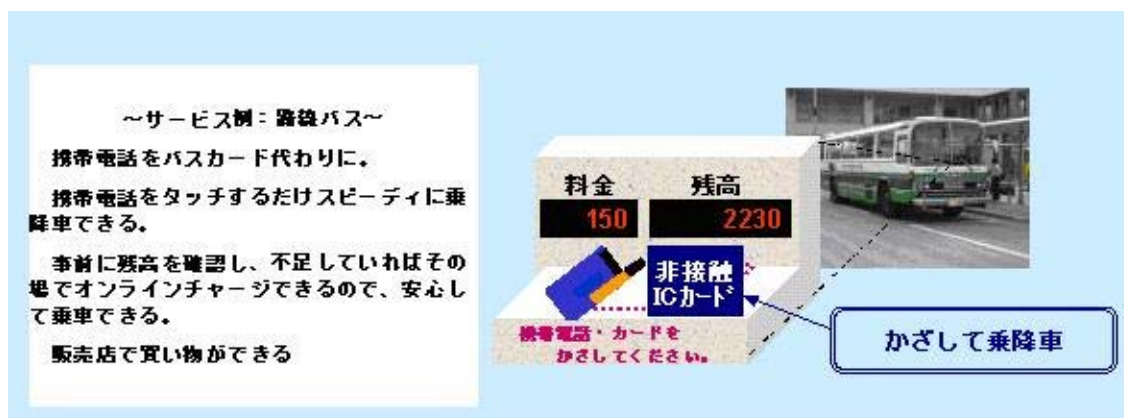 ～サービス例：路線バス～
携帯電話をバスカード代わりに。
携帯電話をタッチするだけスピーディに乗
降車できる。
事前に残高を確認し、不足していればその
場でオンラインチャージできるので、安心し
て乗車できる。
販売店で買い物ができる
料金
残高
150
2230
非接触
ICカード
携帯電話・カードを
かざしてください。
かざして乗降車